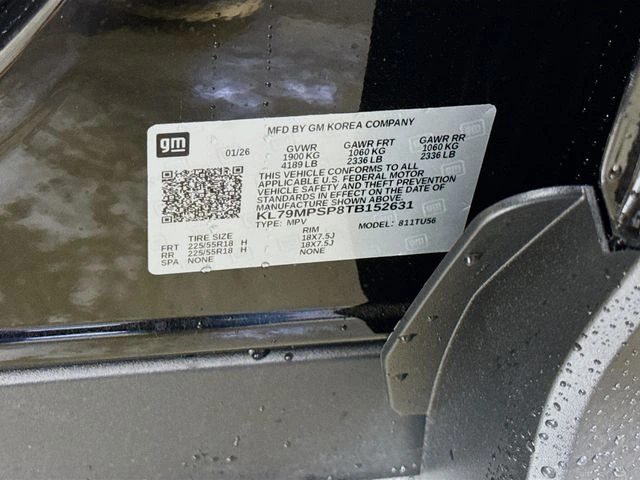 MFD BY GM KOREA COMPANY
gm
01/26 GVWR GAWR FRT GAWR RR
1900 KG 1060 KG 1060 KG
4189 LB 2336 LB 2336 LB
THIS VEHICLE CONFORMS TO ALL
APPLICABLE U.S. FEDERAL MOTOR
VEHICLE SAFETY AND THEFT PREVENTION
STANDARDS IN EFFECT ON THE DATE OF
MANUFACTURE SHOWN ABOVE.
KL79MPSP8TB152631
TYPE: MPV MODEL: 811TU56
TIRE SIZE RIM
FRT 225/55R18 H 18X7.5J
RR 225/55R18 H 18X7.5J
SPA NONE NONE